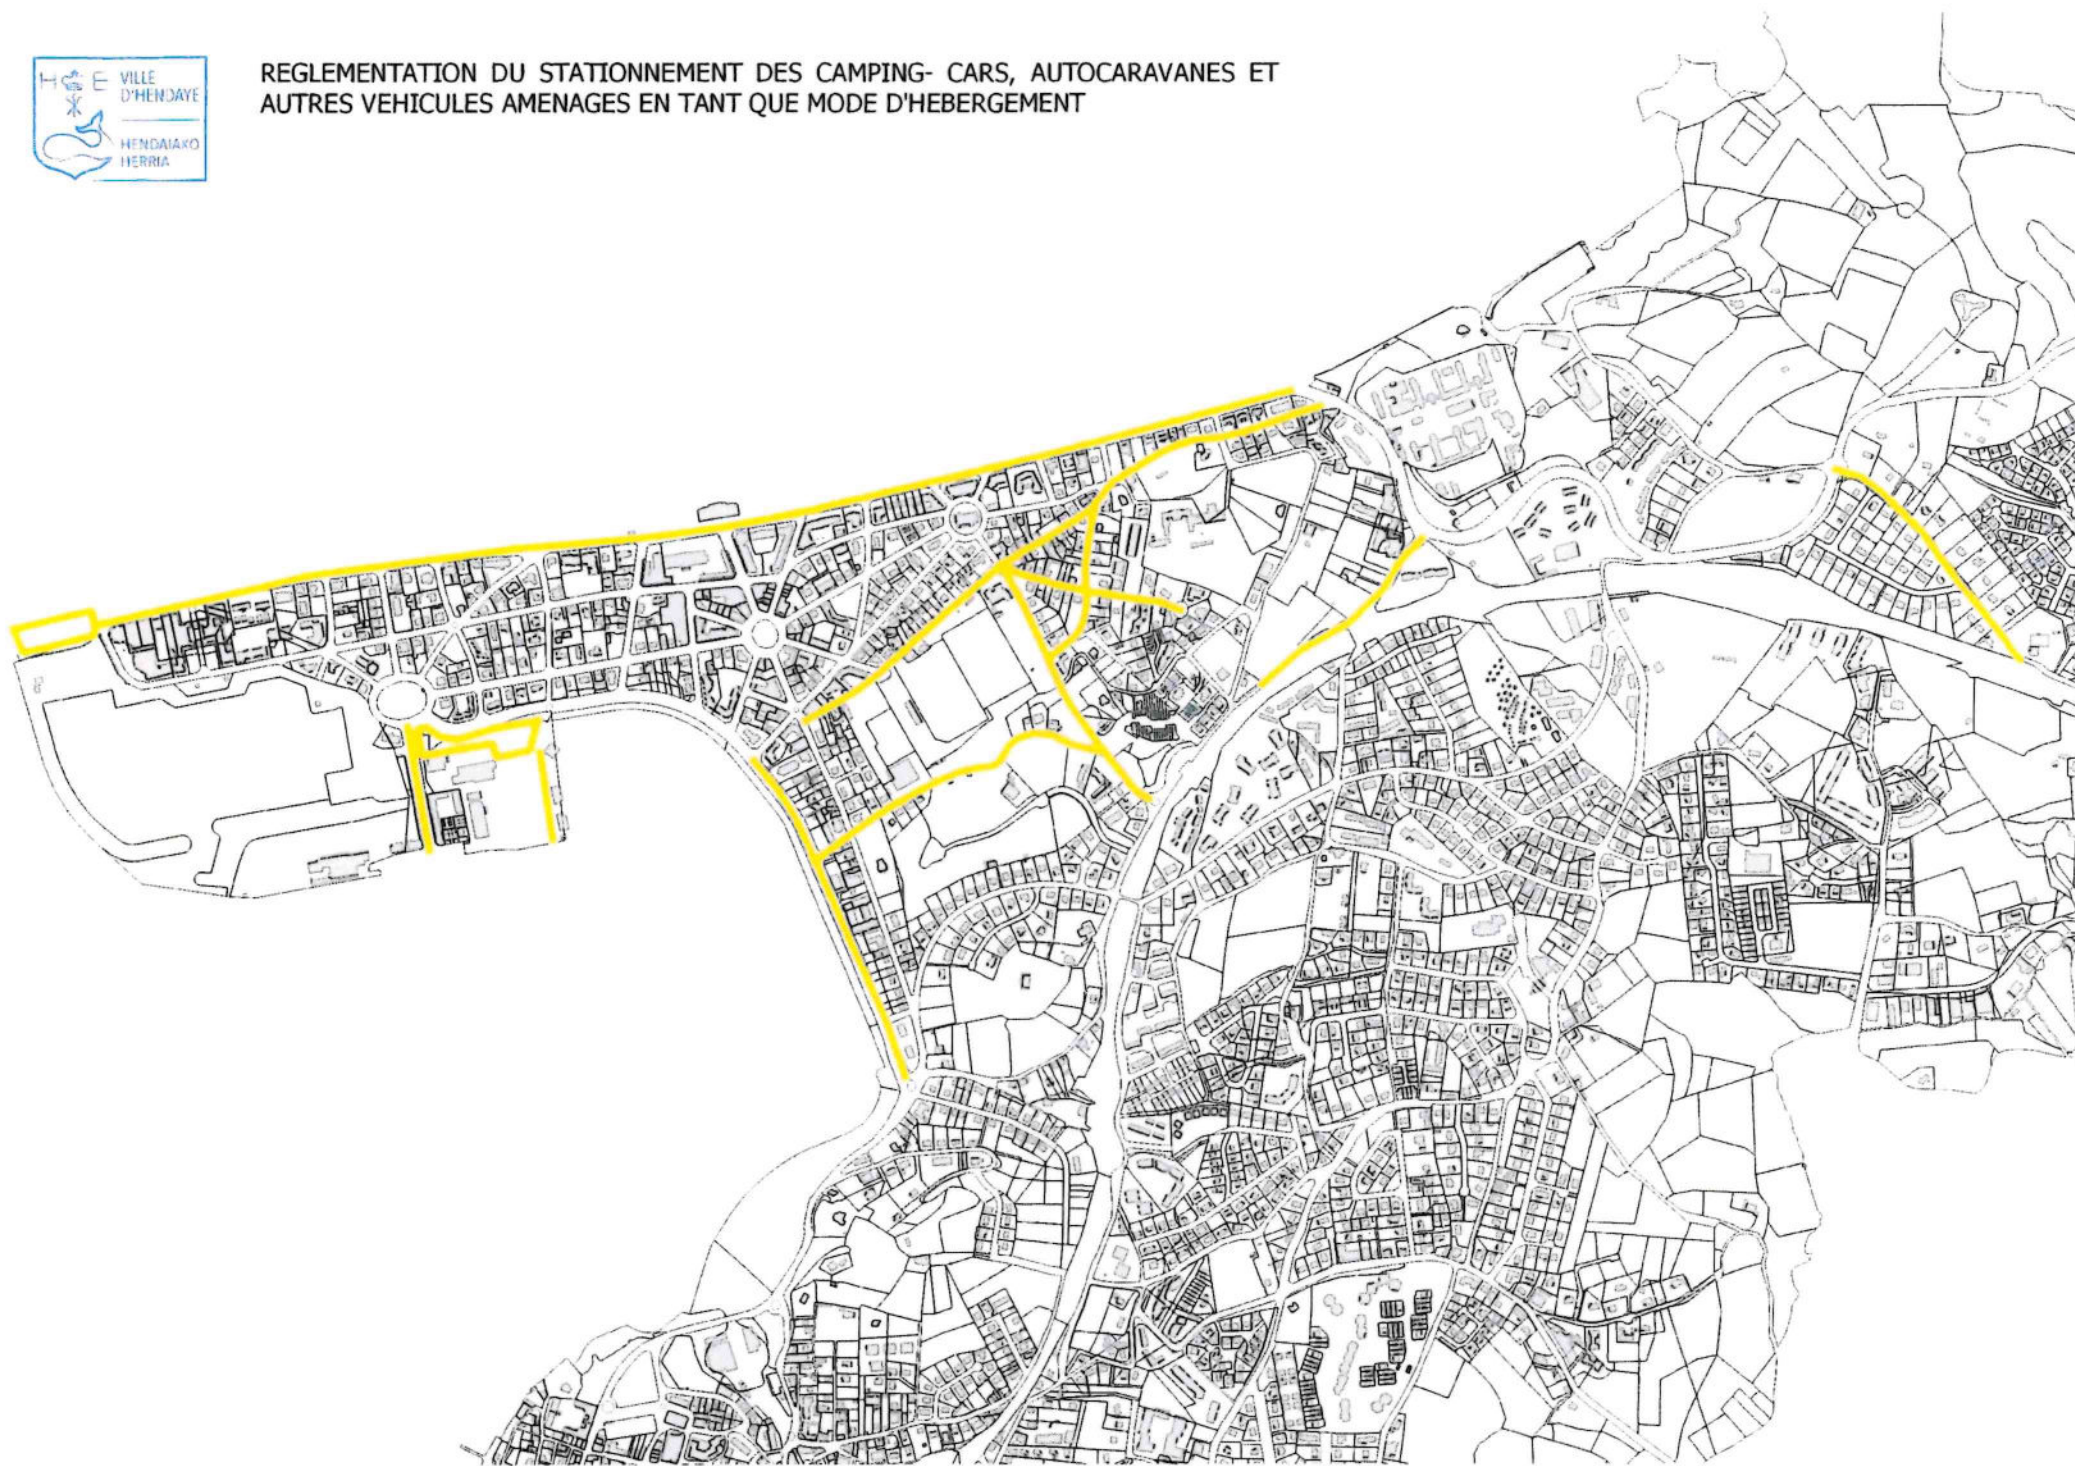 H E
VILLE
D'HENDAYE
HENDAIAKO
HERRIA
REGLEMENTATION DU STATIONNEMENT DES CAMPING- CARS, AUTOCARAVANES ET
AUTRES VEHICULES AMENAGES EN TANT QUE MODE D'HEBERGEMENT